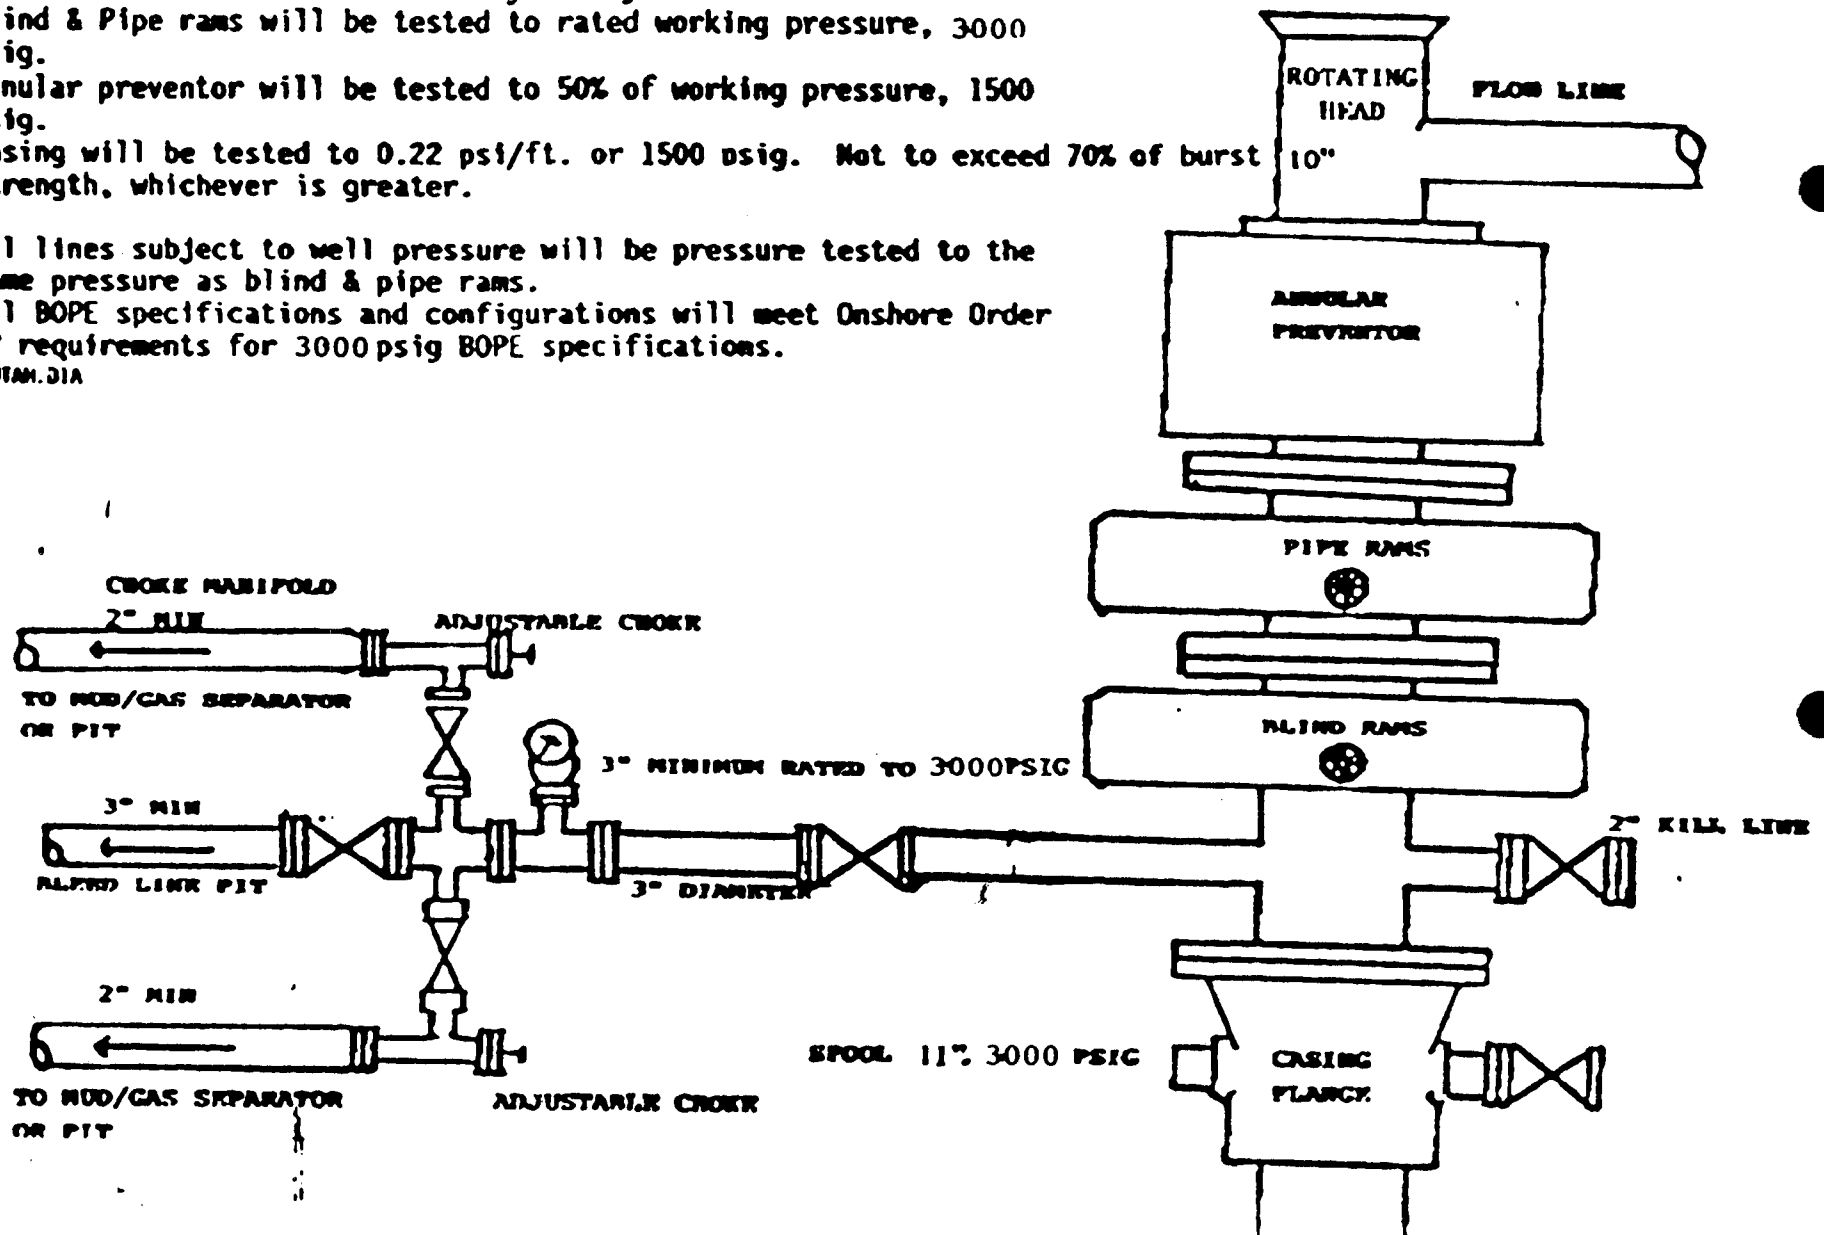 ind & Pipe rams will be tested to rated working pressure, 3000
ig.
nular preventor will be tested to 50% of working pressure, 1500
ig.
sing will be tested to 0.22 psi/ft. or 1500 psig. Not to exceed 70% of burst
rength, whichever is greater.
l lines subject to well pressure will be pressure tested to the
me pressure as blind & pipe rams.
l BOPE specifications and configurations will meet Onshore Order
requirements for 3000 psig BOPE specifications.
ROTATING
HEAD
FLOW LINE
10"
ANNULAR
PREVENTOR
PIPE RAMS
CHOKE MANIFOLD
2" MIN
ADJUSTABLE CHOKE
TO MUD/GAS SEPARATOR
OR PIT
BLIND RAMS
3" MINIMUM RATED TO 3000PSIG
3" MIN
2" KILL LINE
BLEED LINE PIT
3" DIAMETER
2" MIN
SPOOL 11", 3000 PSIG
CASING
FLANGE
TO MUD/GAS SEPARATOR
OR PIT
ADJUSTABLE CHOKE